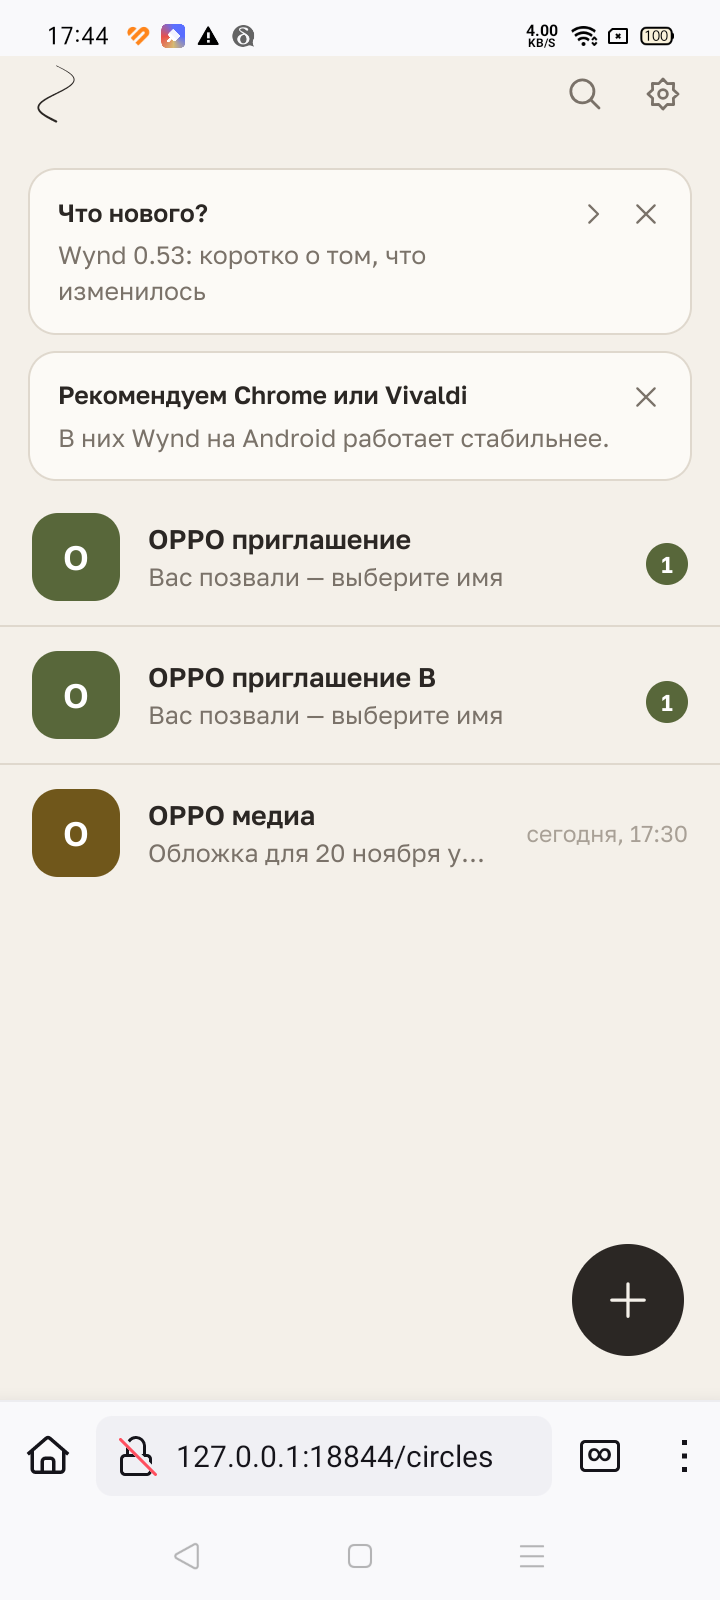 17:44
4.00
KB/S
100
Что нового?
Wynd 0.53: коротко о том, что
изменилось
Рекомендуем Chrome или Vivaldi
В них Wynd на Android работает стабильнее.
О
OPPO приглашение
Вас позвали — выберите имя
1
О
OPPO приглашение B
Вас позвали — выберите имя
1
О
OPPO медиа
Обложка для 20 ноября у...
сегодня, 17:30
127.0.0.1:18844/circles